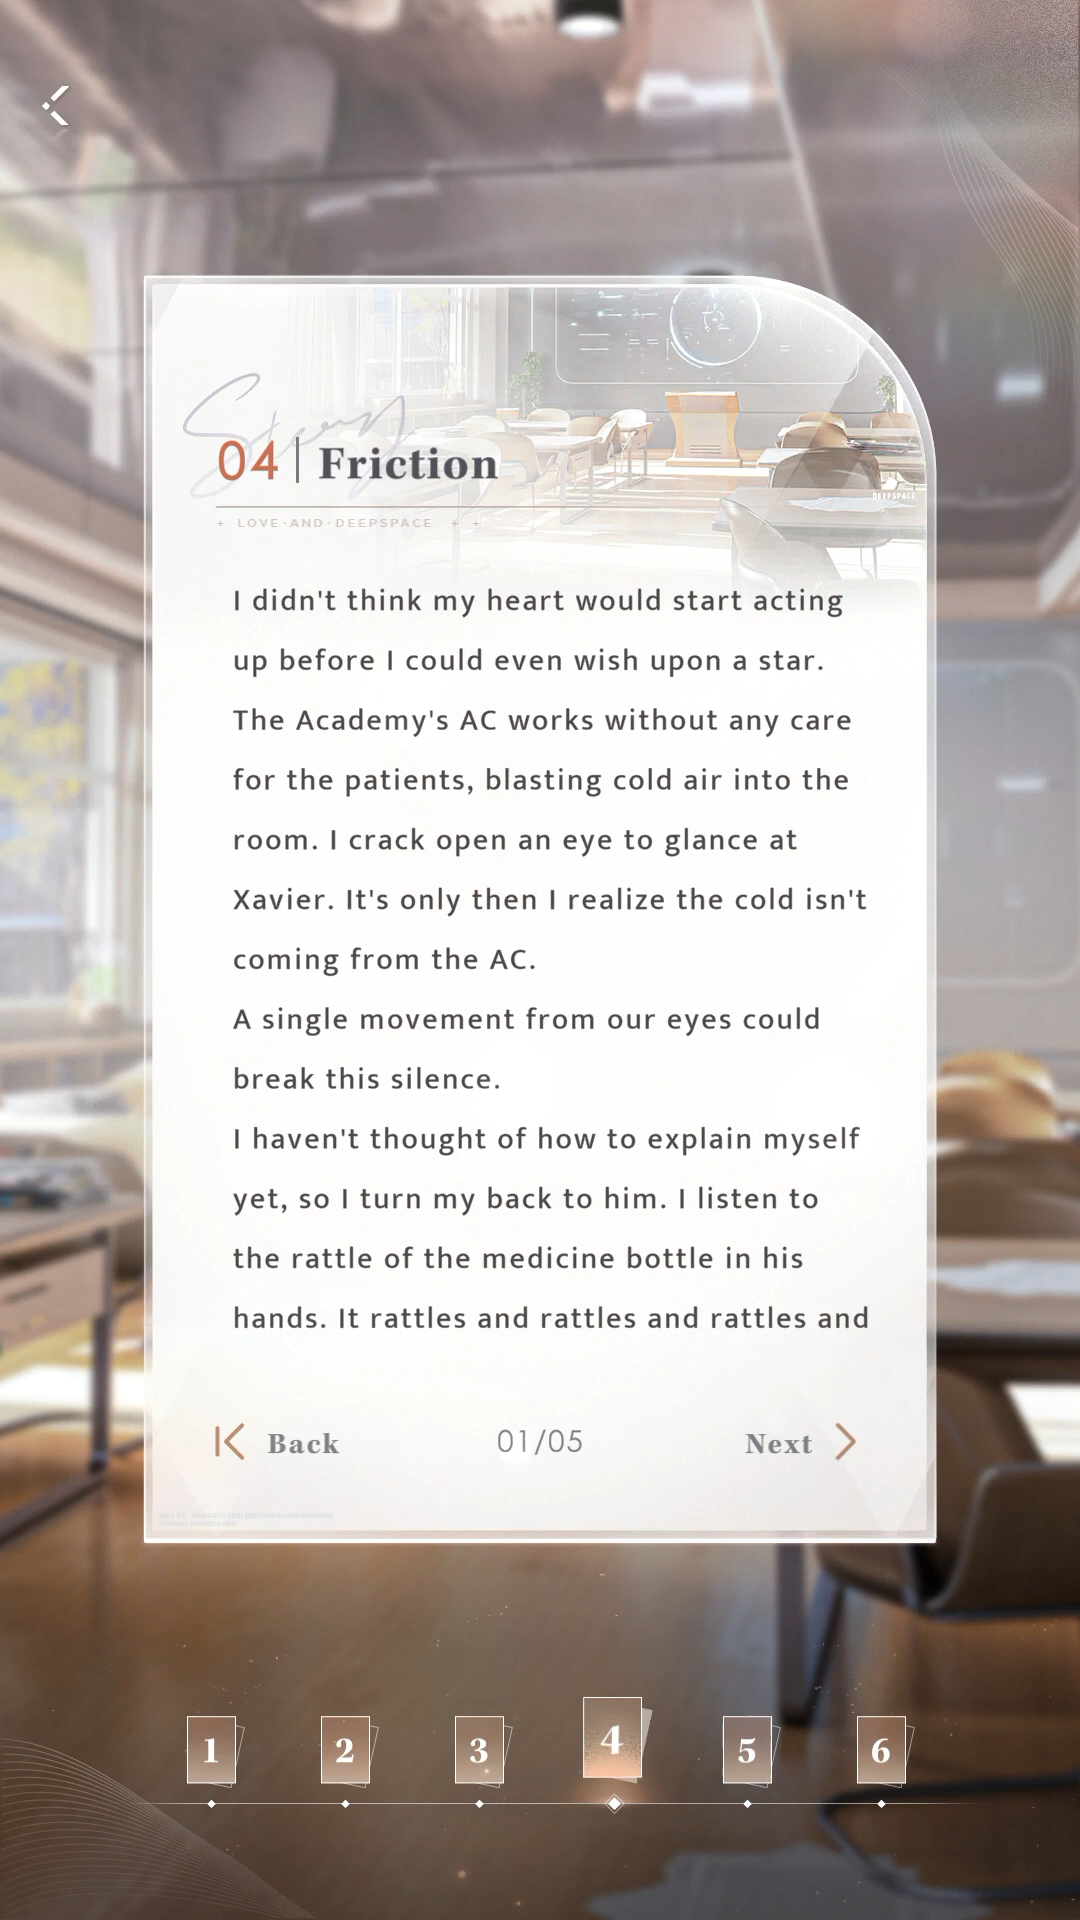 Story
04 | Friction
+ LOVE·AND·DEEPSPACE + +
DEEPSPACE
I didn't think my heart would start acting
up before I could even wish upon a star.
The Academy's AC works without any care
for the patients, blasting cold air into the
room. I crack open an eye to glance at
Xavier. It's only then I realize the cold isn't
coming from the AC.
A single movement from our eyes could
break this silence.
I haven't thought of how to explain myself
yet, so I turn my back to him. I listen to
the rattle of the medicine bottle in his
hands. It rattles and rattles and rattles and
Back 01/05 Next
1 2 3 4 5 6